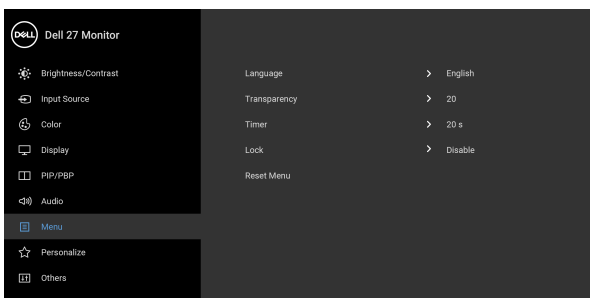 DELL Dell 27 Monitor
Brightness/Contrast
Input Source
Color
Display
PIP/PBP
Audio
Menu
Personalize
Others
Language > English
Transparency > 20
Timer > 20 s
Lock > Disable
Reset Menu